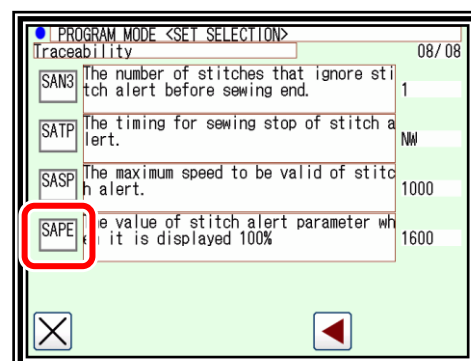 PROGRAM MODE <SET SELECTION>
Traceability 08/08
SAN3 The number of stitches that ignore sti
tch alert before sewing end. 1
SATP The timing for sewing stop of stitch a
lert. NW
SASP The maximum speed to be valid of stitc
h alert. 1000
SAPE he value of stitch alert parameter wh
it is displayed 100% 1600